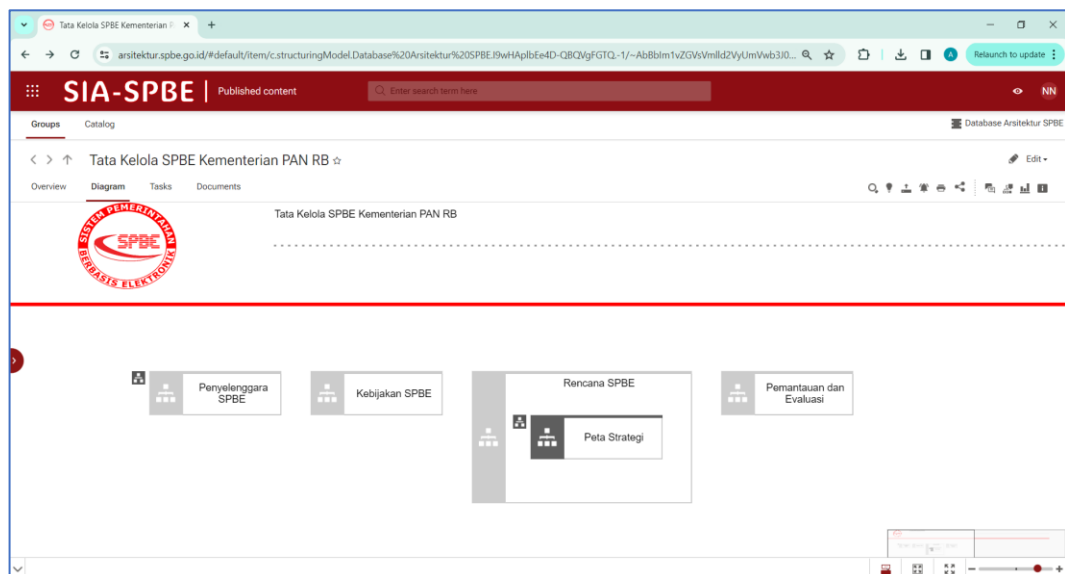 Tata Kelola SPBE Kementerian P
arsitektur.spbe.go.id/#default/item/c.structuringModel.Database%20Arsitektur%20SPBE.I9wHAplbEe4D-QBQVgFGTQ.-1/~AbBbIm1vZGVsVmlld2VyUmVwb3J0...
A
Relaunch to update
SIA-SPBE | Published content
Enter search term here
NN
Groups Catalog
Database Arsitektur SPBE
Tata Kelola SPBE Kementerian PAN RB
Edit
Overview Diagram Tasks Documents
SISTEM PEMERINTAHAN
SPBE
BERBASIS ELEKTRONIK
Tata Kelola SPBE Kementerian PAN RB
Penyelenggara
SPBE
Kebijakan SPBE
Rencana SPBE
Peta Strategi
Pemantauan dan
Evaluasi